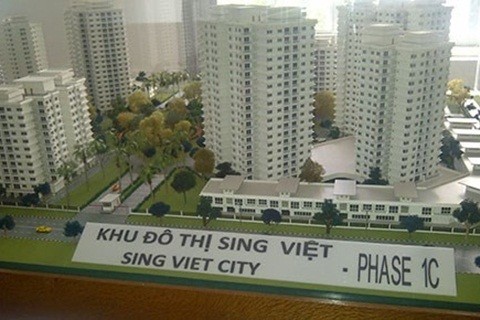 KHU ĐÔ THỊ SING VIỆT
SING VIET CITY - PHASE 1C